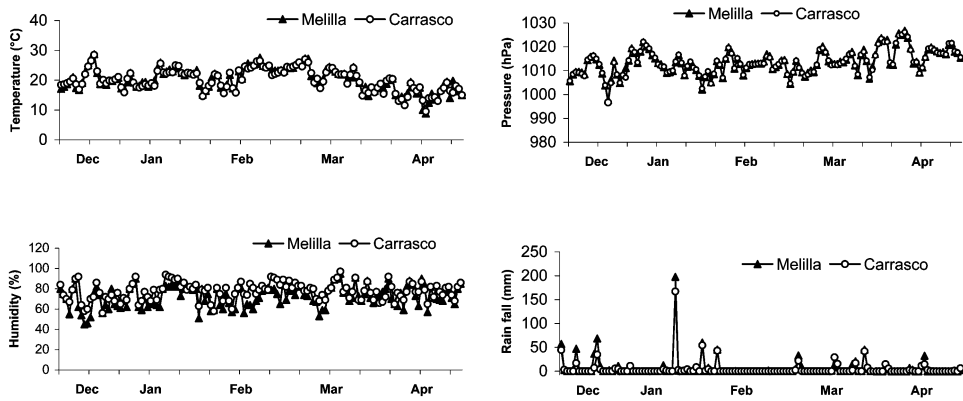 Melilla Carrasco
Temperature (°C)
40
30
20
10
0
Dec Jan Feb Mar Apr
Melilla Carrasco
Pressure (hPa)
1030
1020
1010
1000
990
980
Dec Jan Feb Mar Apr
Melilla Carrasco
Humidity (%)
120
100
80
60
40
20
0
Dec Jan Feb Mar Apr
Melilla Carrasco
Rain fall (mm)
250
200
150
100
50
0
Dec Jan Feb Mar Apr